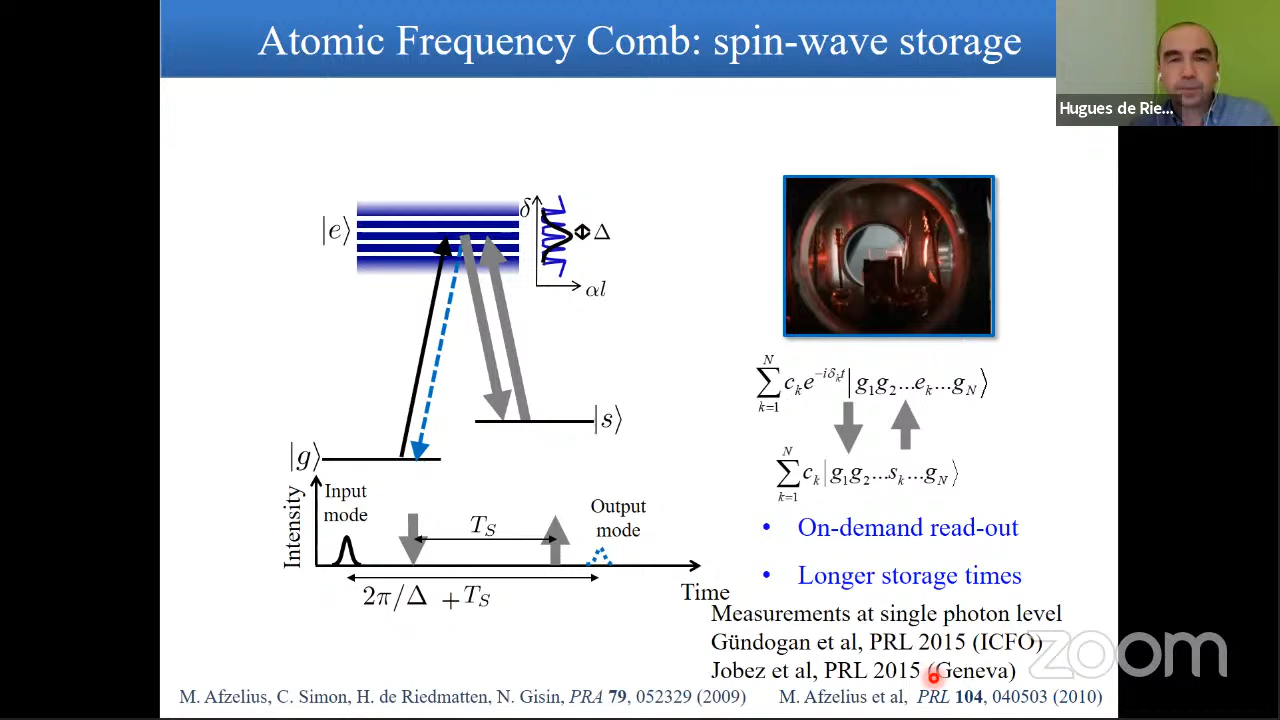 Atomic Frequency Comb: spin-wave storage
Hugues de Rie...
|e⟩
δ
Δ
αl
|s⟩
|g⟩
Intensity
Input
mode
T_S
Output
mode
2π/Δ + T_S
Time
∑_{k=1}^{N} c_k e^{-iδ_k t} |g_1 g_2 ... e_k ... g_N⟩
∑_{k=1}^{N} c_k |g_1 g_2 ... s_k ... g_N⟩
• On-demand read-out
• Longer storage times
Measurements at single photon level
Gündogan et al, PRL 2015 (ICFO)
Jobez et al, PRL 2015 (Geneva)
zoom
M. Afzelius, C. Simon, H. de Riedmatten, N. Gisin, PRA 79, 052329 (2009)
M. Afzelius et al, PRL 104, 040503 (2010)